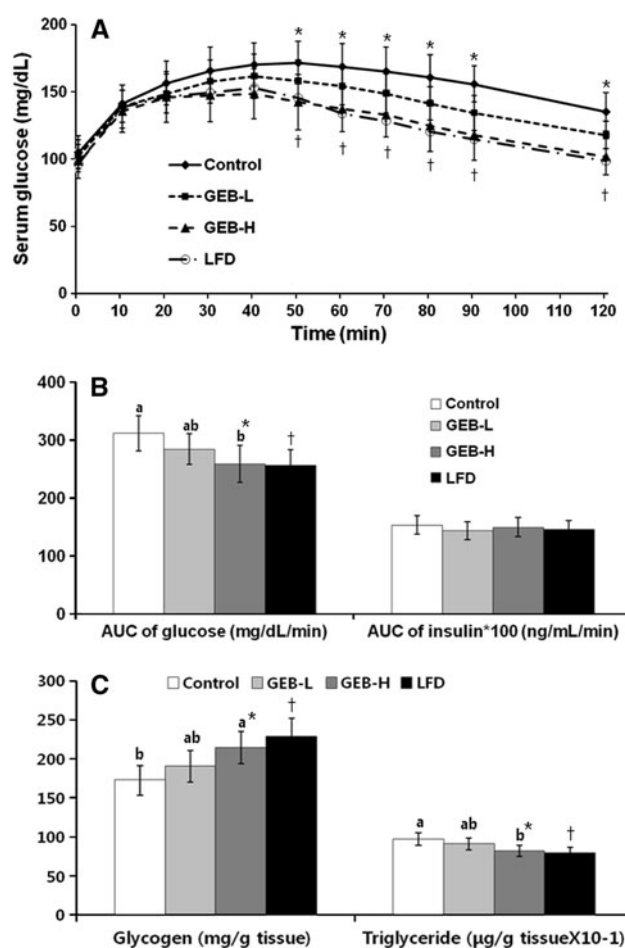 A
Serum glucose (mg/dL)
200
150
100
50
0
* * * * * *
† † † † † †
Control
GEB-L
GEB-H
LFD
0 10 20 30 40 50 60 70 80 90 100 110 120
Time (min)
B
400
300
200
100
0
a ab b* †
Control
GEB-L
GEB-H
LFD
AUC of glucose (mg/dL/min) AUC of insulin*100 (ng/mL/min)
C
300
250
200
150
100
50
0
Control GEB-L GEB-H LFD
b ab a* †
a ab b* †
Glycogen (mg/g tissue) Triglyceride (μg/g tissueX10-1)